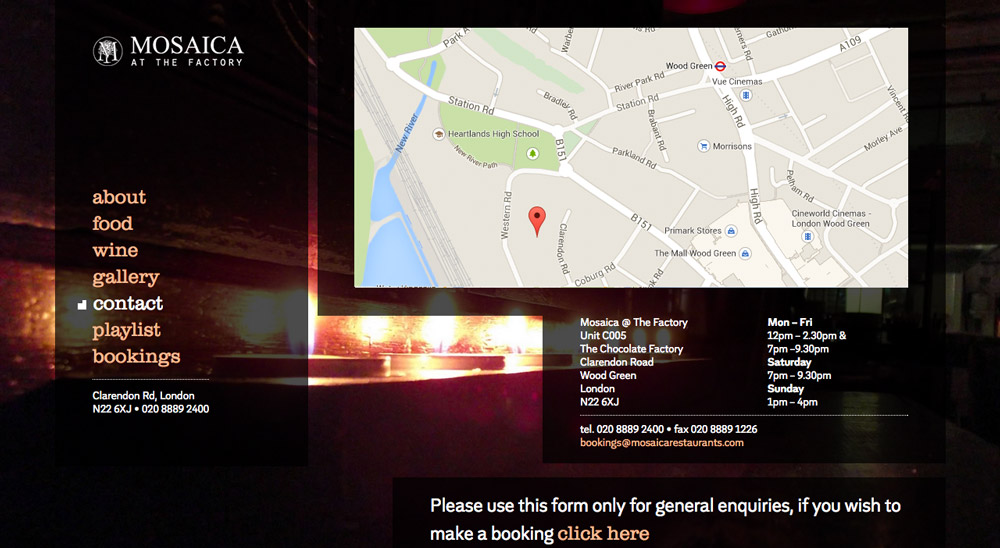 MOSAICA
AT THE FACTORY
about
food
wine
gallery
contact
playlist
bookings
Clarendon Rd, London
N22 6XJ • 020 8889 2400
Park
A109
Wood Green
Vue Cinemas
River Park Rd
Station Rd
Station Rd
Bradley Rd
Brabant Rd
High Rd
Vincent
New River
Heartlands High School
B151
Morrisons
Morley Ave
New River Path
Parkland Rd
Pelham Rd
High Rd
Western Rd
Clarendon Rd
B151
Cineworld Cinemas -
London Wood Green
Primark Stores
The Mall Wood Green
Coburg Rd
Mosaica @ The Factory
Unit C005
The Chocolate Factory
Clarendon Road
Wood Green
London
N22 6XJ
Mon – Fri
12pm – 2.30pm &
7pm –9.30pm
Saturday
7pm – 9.30pm
Sunday
1pm – 4pm
tel. 020 8889 2400 • fax 020 8889 1226
bookings@mosaicarestaurants.com
Please use this form only for general enquiries, if you wish to
make a booking click here